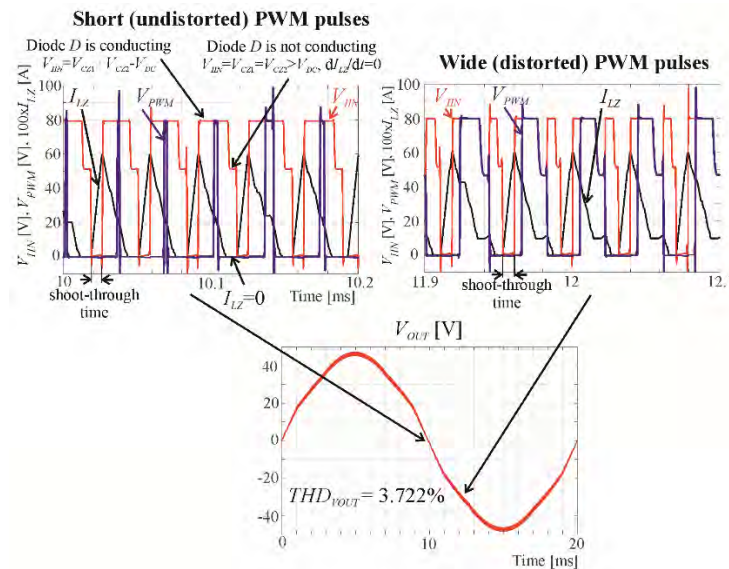 Short (undistorted) PWM pulses
Diode D is conducting
V_IIN=V_CZ1+V_CZ2-V_DC
Diode D is not conducting
V_IIN=V_CZ1=V_CZ2>V_DC, dI_LZ/dt=0
V_IIN [V]. V_PWM [V]. 100xI_LZ [A]
100
80
60
40
20
0
I_LZ
V_PWM
V_IIN
10
10.1
10.2
Time [ms]
shoot-through
time
I_LZ=0
Wide (distorted) PWM pulses
V_IIN [V]. V_PWM [V]. 100xI_LZ [A]
100
80
60
40
20
0
V_IIN
V_PWM
I_LZ
11.9
12
12.
Time [ms]
shoot-through
time
V_OUT [V]
40
20
0
-20
-40
THD_VOUT = 3.722%
0
10
20
Time [ms]